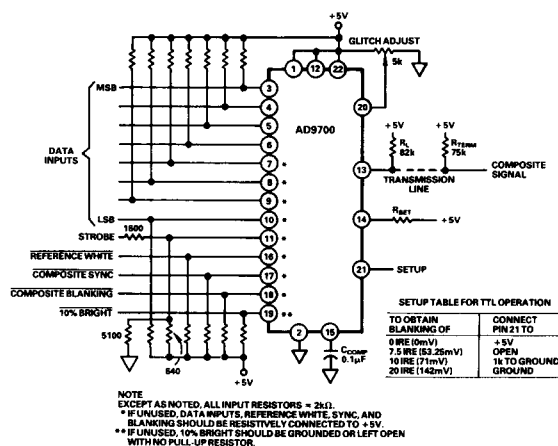 +5V
GLITCH ADJUST
5k
1
12
22
MSB
3
20
4
5
AD9700
6
+5V
+5V
DATA
INPUTS
7 *
RL
82k
RTERM
75k
8 *
13
COMPOSITE
SIGNAL
TRANSMISSION
LINE
9 *
LSB
10 *
14
RSET
+5V
STROBE
1600
11 *
REFERENCE WHITE
16 *
21
SETUP
COMPOSITE SYNC
17 *
COMPOSITE BLANKING
18 *
10% BRIGHT
19 **
SETUP TABLE FOR TTL OPERATION
TO OBTAIN
BLANKING OF
CONNECT
PIN 21 TO
0 IRE (0mV)
+5V
7.5 IRE (53.25mV)
OPEN
10 IRE (71mV)
1k TO GROUND
20 IRE (142mV)
GROUND
2
15
5100
640
CCOMP
0.1μF
+5V
NOTE
EXCEPT AS NOTED, ALL INPUT RESISTORS ≈ 2kΩ.
* IF UNUSED, DATA INPUTS, REFERENCE WHITE, SYNC, AND
BLANKING SHOULD BE RESISTIVELY CONNECTED TO +5V.
** IF UNUSED, 10% BRIGHT SHOULD BE GROUNDED OR LEFT OPEN
WITH NO PULL-UP RESISTOR.